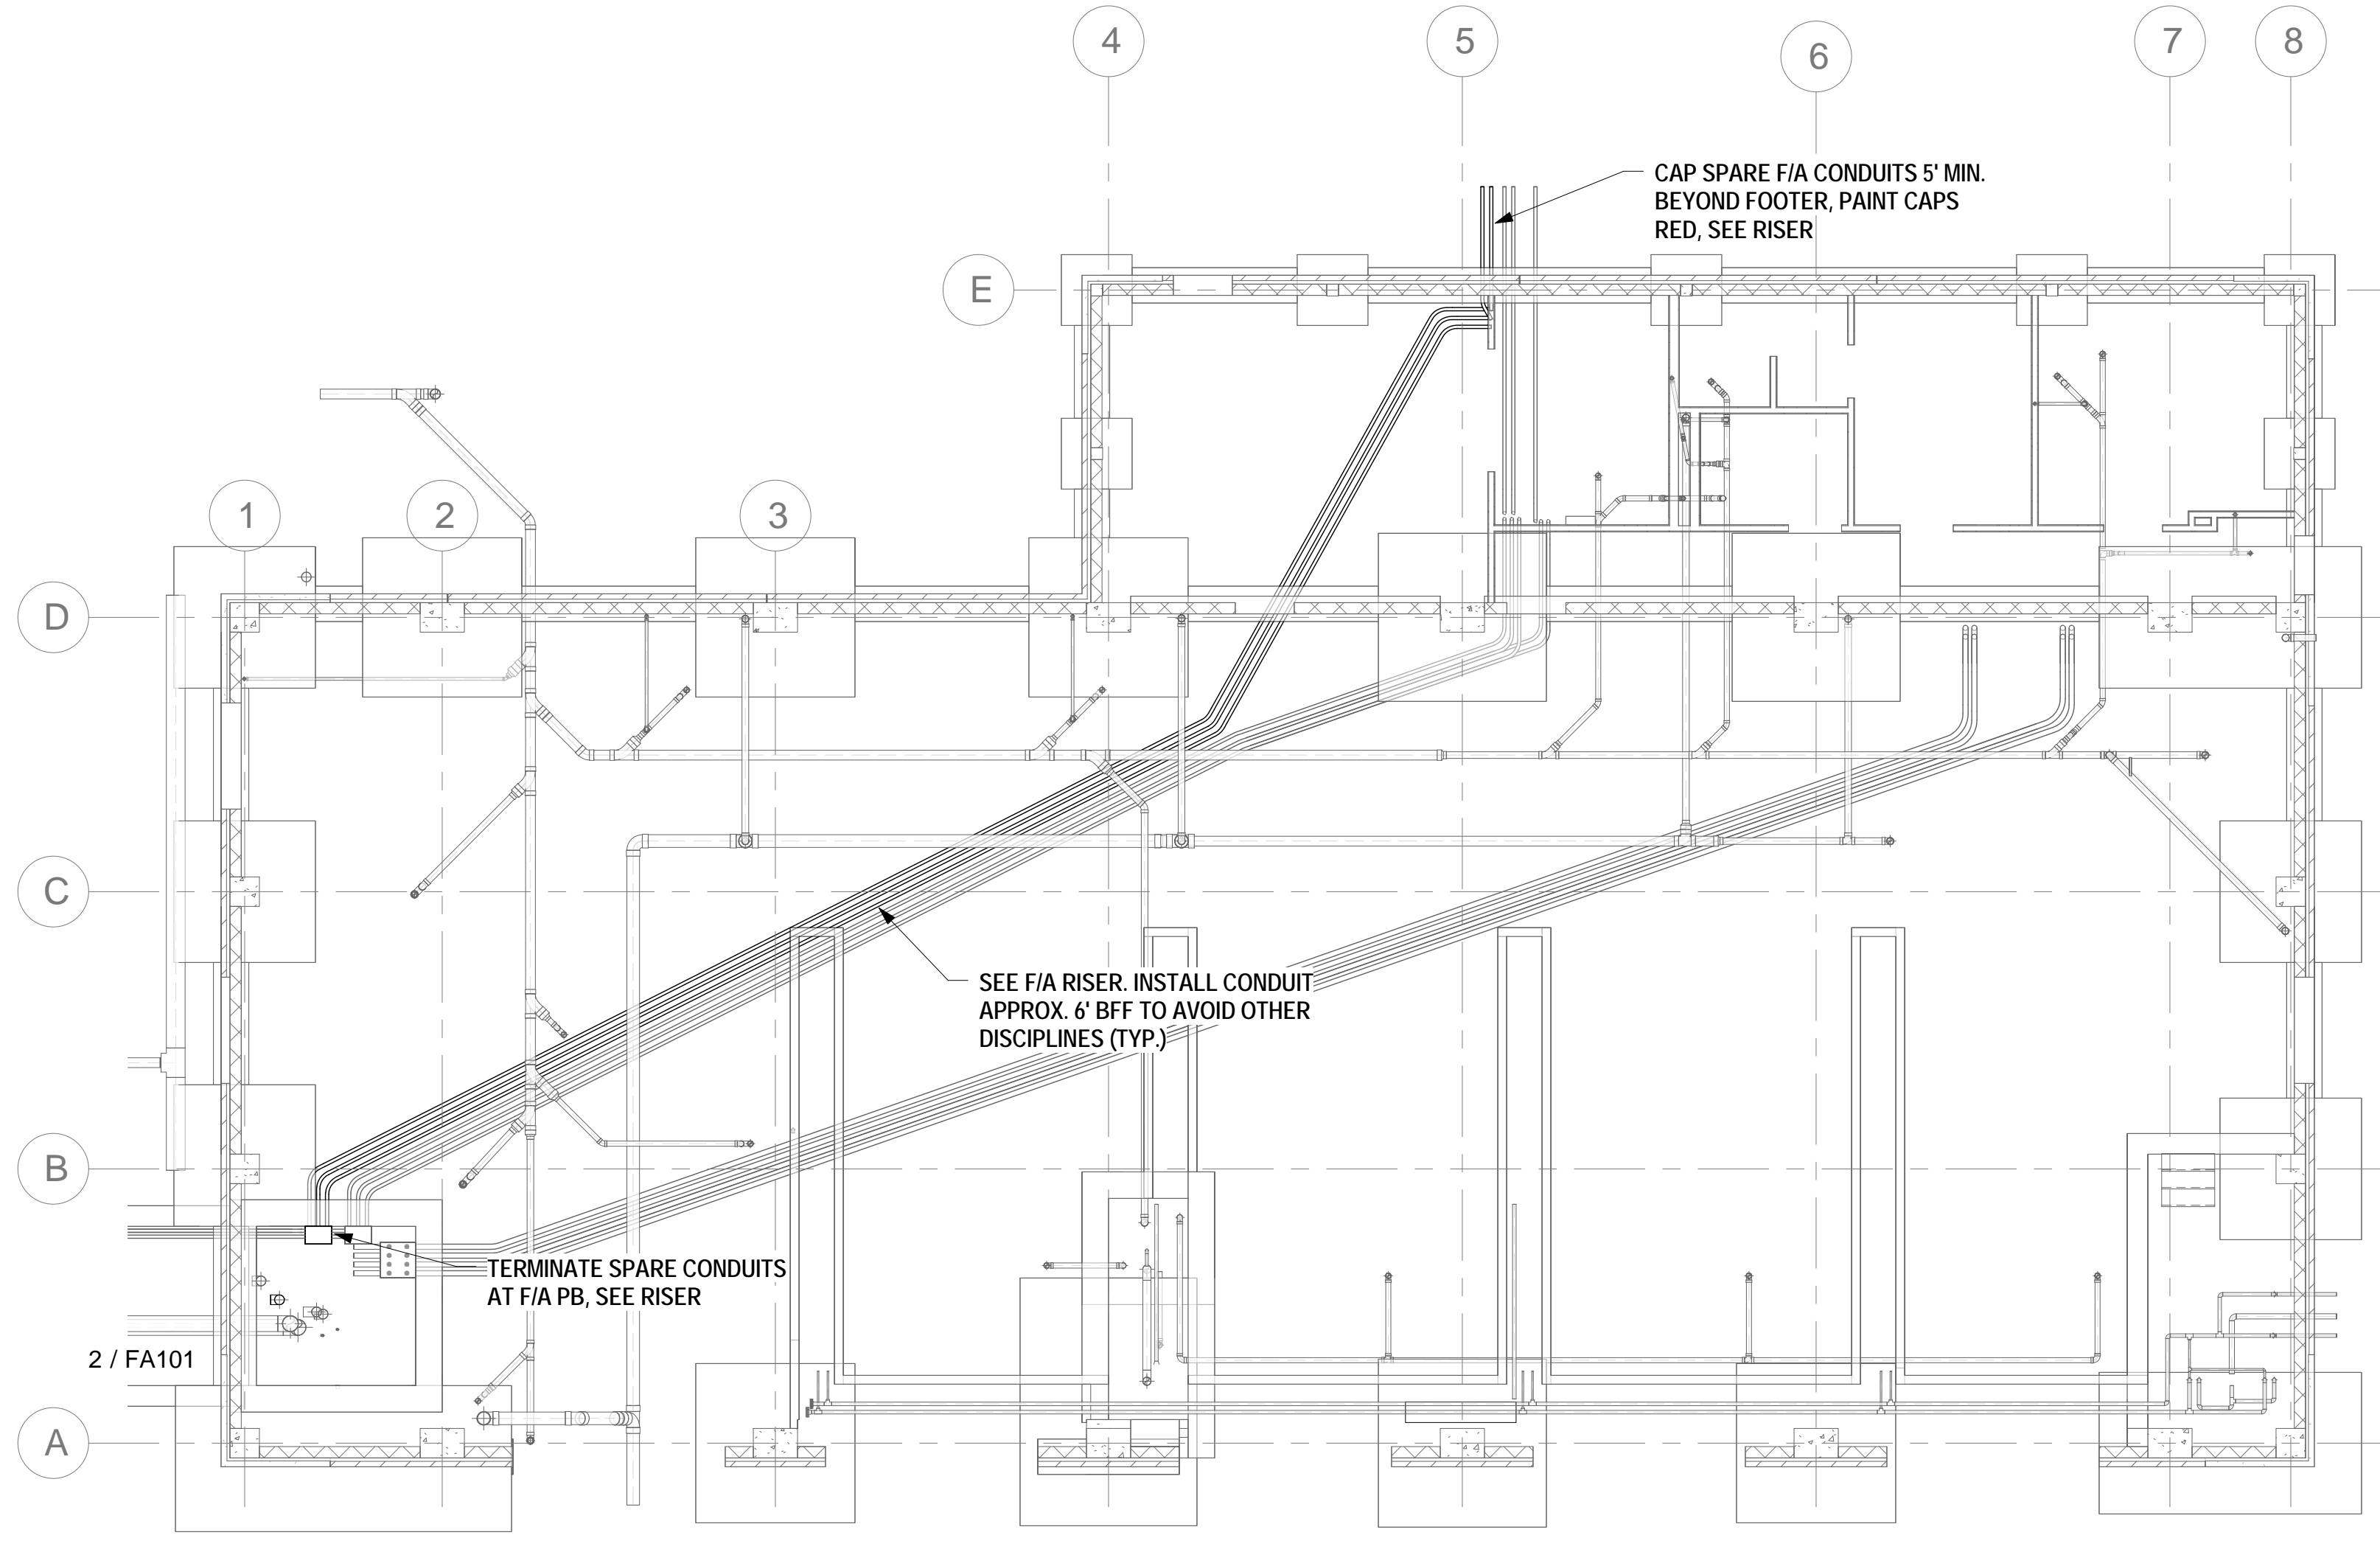 4
5
6
7
8
CAP SPARE F/A CONDUITS 5' MIN.
BEYOND FOOTER, PAINT CAPS
RED, SEE RISER
E
1
2
3
D
C
SEE F/A RISER. INSTALL CONDUIT
APPROX. 6' BFF TO AVOID OTHER
DISCIPLINES (TYP.)
B
TERMINATE SPARE CONDUITS
AT F/A PB, SEE RISER
2 / FA101
A